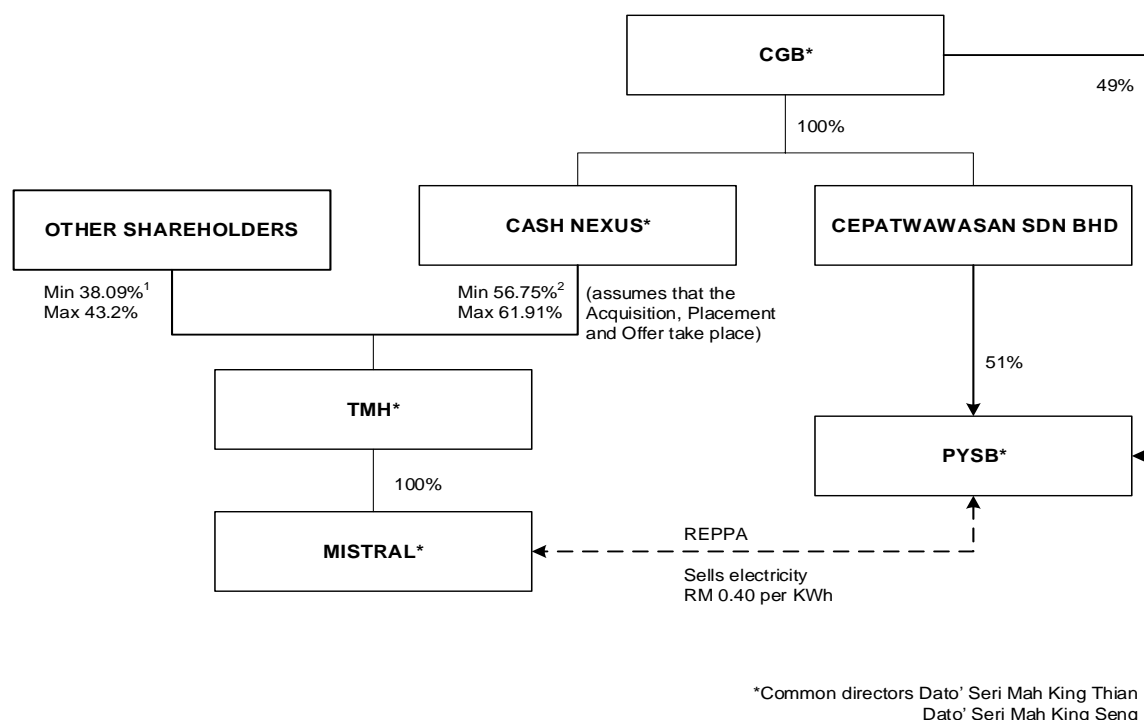 CGB*
49%
100%
OTHER SHAREHOLDERS
CASH NEXUS*
CEPATWAWASAN SDN BHD
Min 38.09%1
Max 43.2%
Min 56.75%2
Max 61.91%
(assumes that the
Acquisition, Placement
and Offer take place)
51%
TMH*
PYSB*
100%
MISTRAL*
REPPA
Sells electricity
RM 0.40 per KWh
*Common directors Dato' Seri Mah King Thian
Dato' Seri Mah King Seng